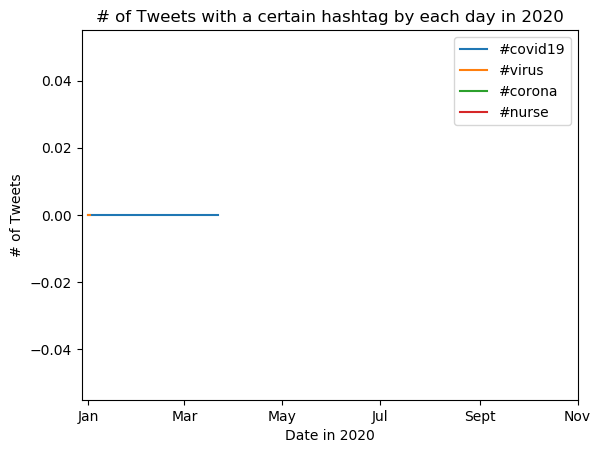 # of Tweets with a certain hashtag by each day in 2020
#covid19
#virus
#corona
#nurse
0.04
0.02
0.00
−0.02
−0.04
# of Tweets
Jan Mar May Jul Sept Nov
Date in 2020